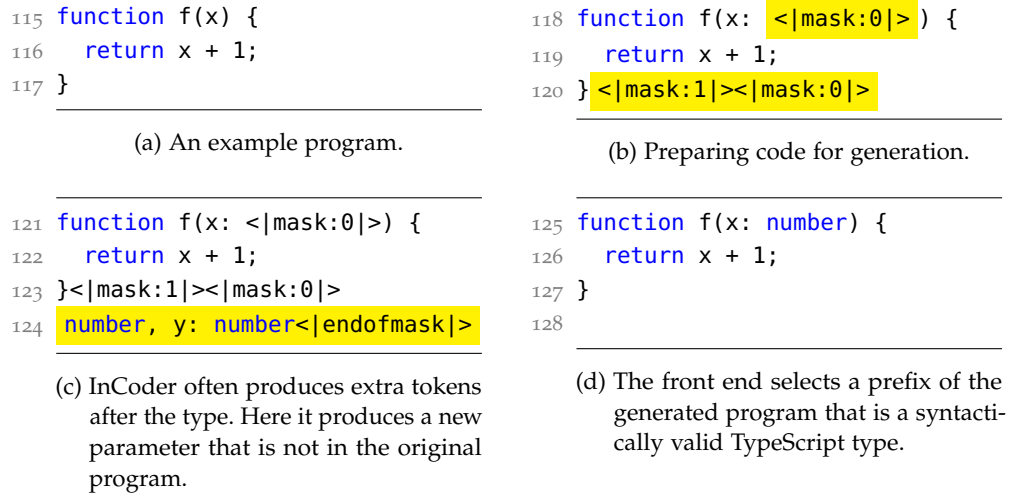 115 function f(x) {
116   return x + 1;
117 }
(a) An example program.
118 function f(x: <|mask:0|>) {
119   return x + 1;
120 }<|mask:1|><|mask:0|>
(b) Preparing code for generation.
121 function f(x: <|mask:0|>) {
122   return x + 1;
123 }<|mask:1|><|mask:0|>
124 number, y: number<|endofmask|>
(c) InCoder often produces extra tokens
after the type. Here it produces a new
parameter that is not in the original
program.
125 function f(x: number) {
126   return x + 1;
127 }
128
(d) The front end selects a prefix of the
generated program that is a syntacti-
cally valid TypeScript type.